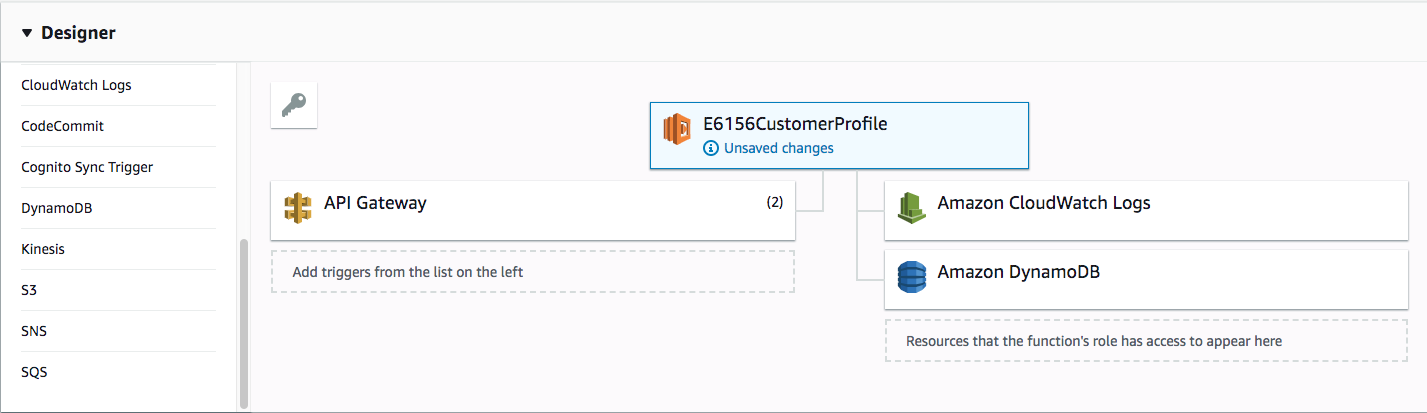 Designer
CloudWatch Logs
CodeCommit
Cognito Sync Trigger
DynamoDB
Kinesis
S3
SNS
SQS
E6156CustomerProfile
Unsaved changes
API Gateway (2)
Add triggers from the list on the left
Amazon CloudWatch Logs
Amazon DynamoDB
Resources that the function's role has access to appear here